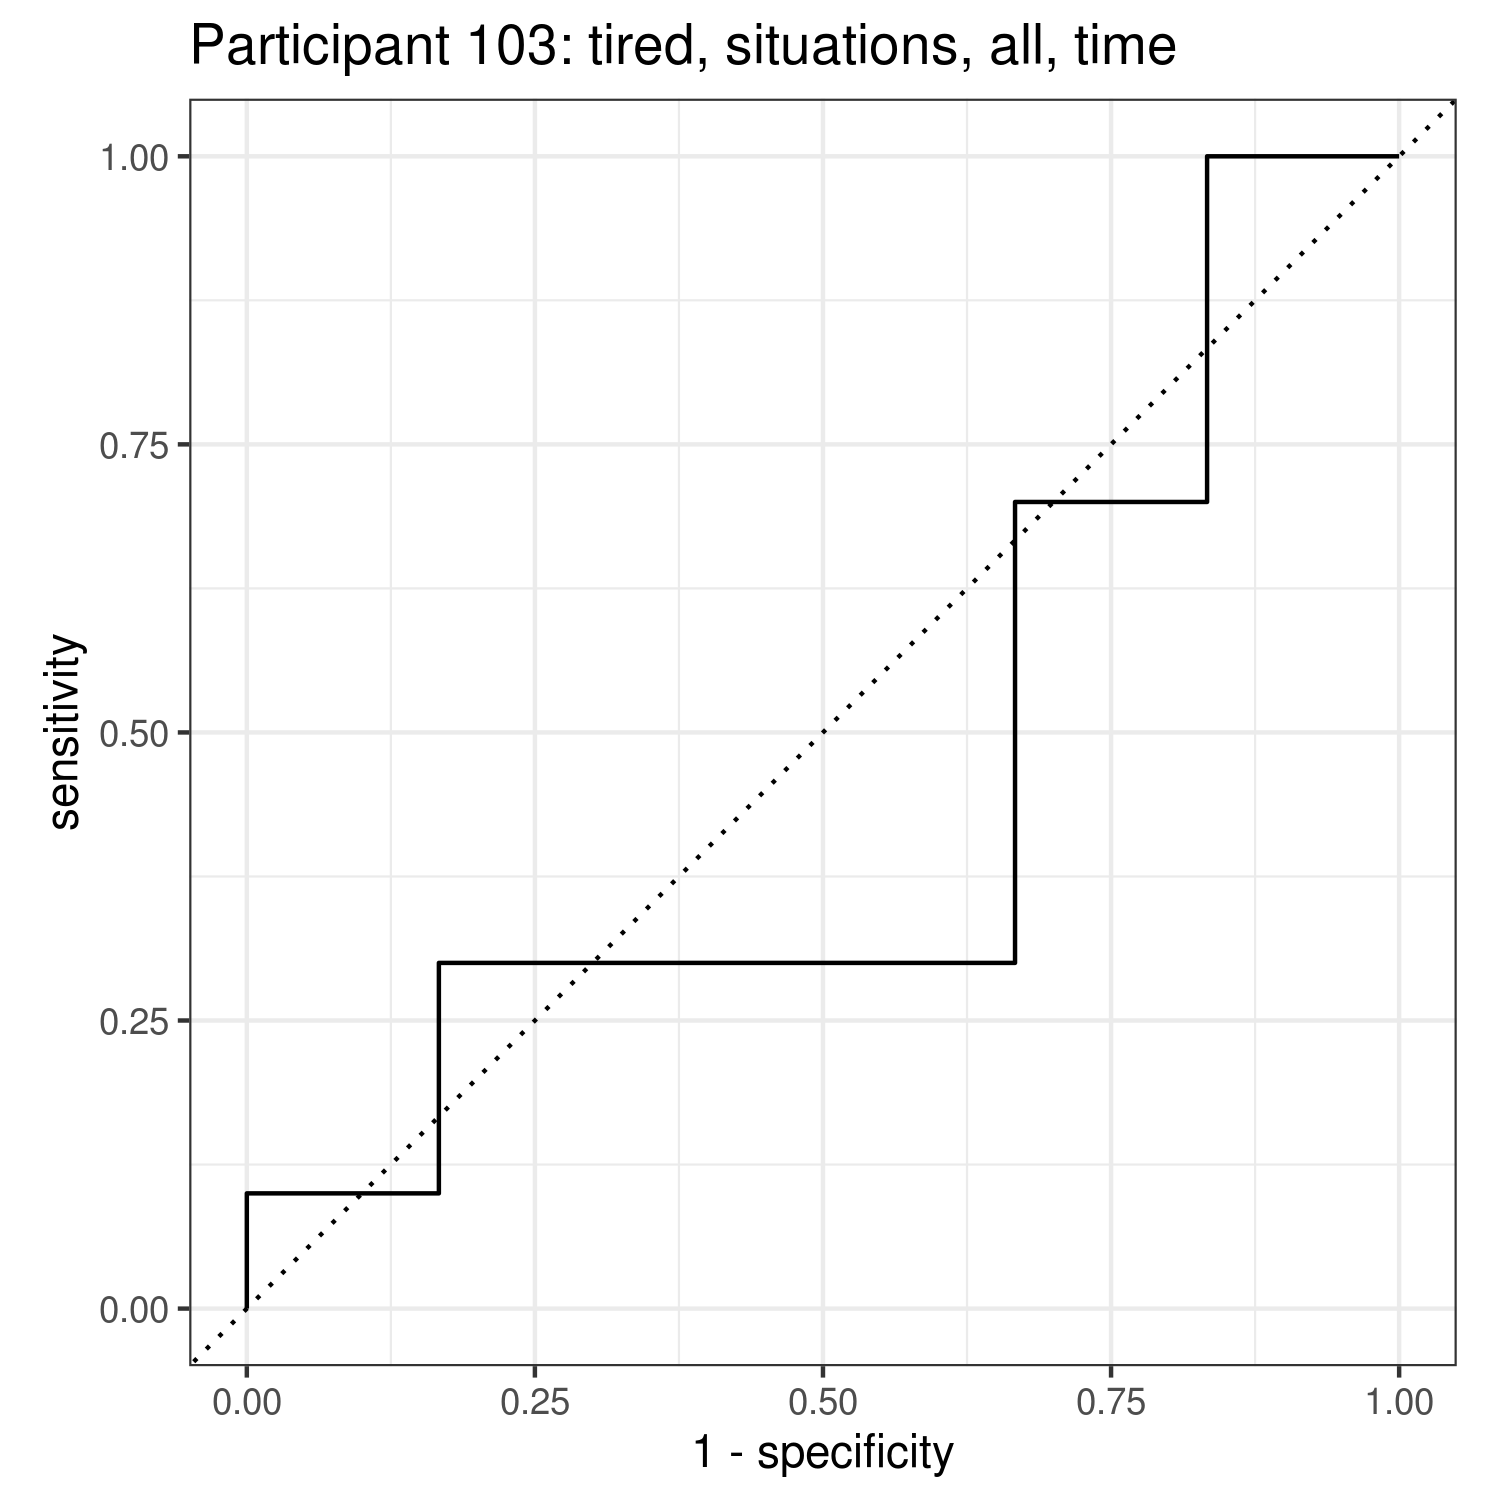 Participant 103: tired, situations, all, time
1.00
0.75
0.50
0.25
0.00
sensitivity
0.00 0.25 0.50 0.75 1.00
1 - specificity